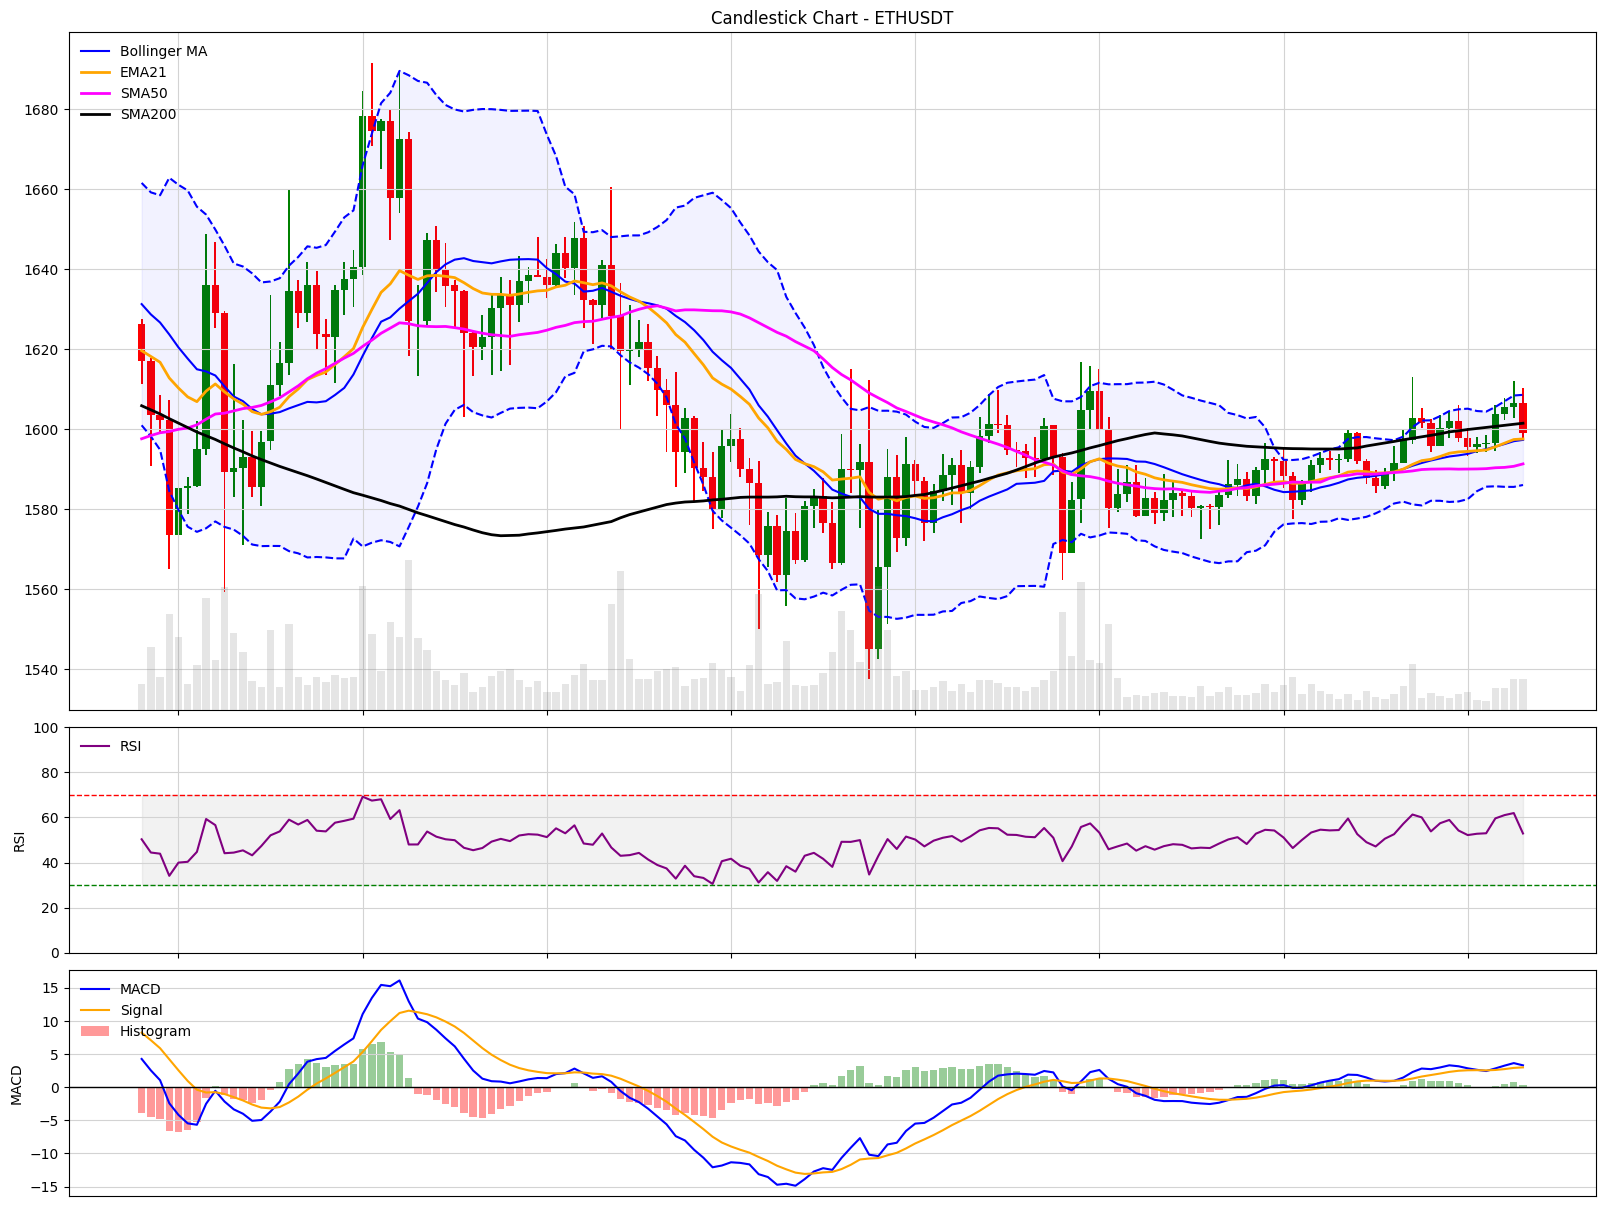 Candlestick Chart - ETHUSDT
Bollinger MA
EMA21
SMA50
SMA200
1680
1660
1640
1620
1600
1580
1560
1540
RSI
100
80
60
40
20
0
RSI
MACD
Signal
Histogram
15
10
5
0
−5
−10
−15
MACD